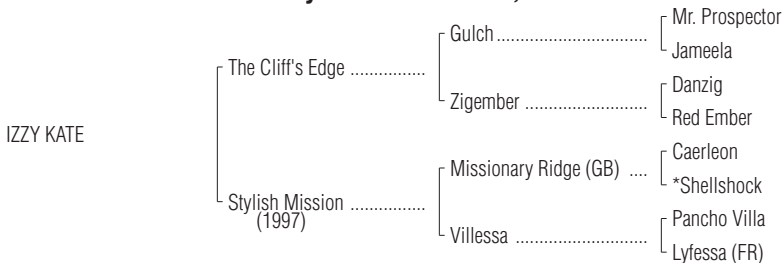 Mr. Prospector
Gulch
Jameela
The Cliff's Edge
Danzig
Zigember
Red Ember
IZZY KATE
Caerleon
Missionary Ridge (GB)
*Shellshock
Stylish Mission
(1997)
Pancho Villa
Villessa
Lyfessa (FR)